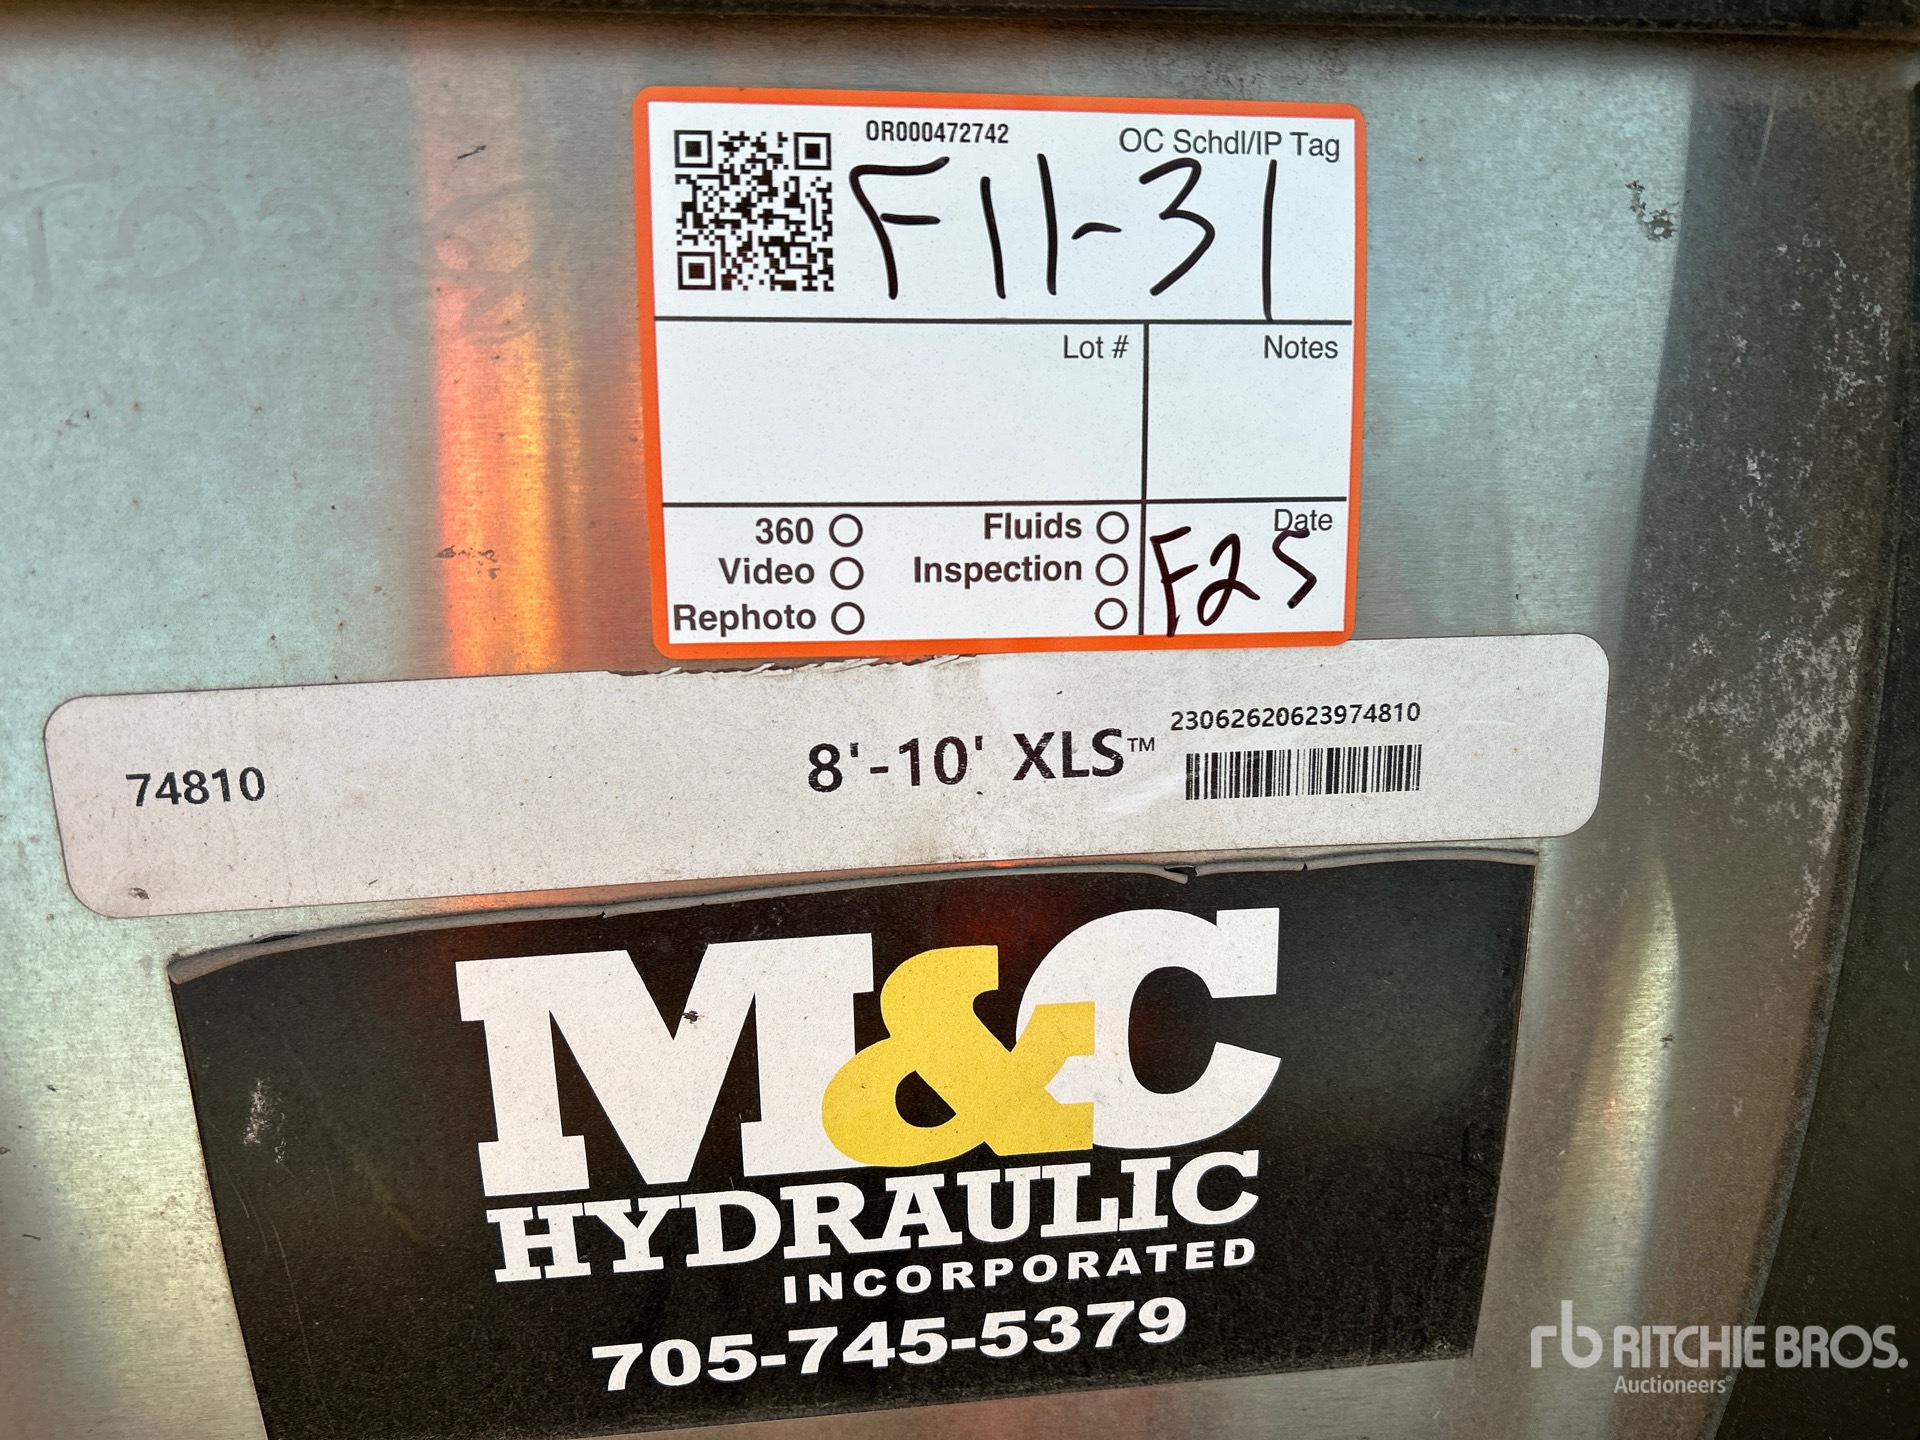 OR000472742
OC Schdl/IP Tag
F11-31
Lot #
Notes
360
Fluids
Date
Video
Inspection
F25
Rephoto
74810
8'-10' XLS™
23062620623974810
M&C
HYDRAULIC
INCORPORATED
705-745-5379
rb RITCHIE BROS.
Auctioneers